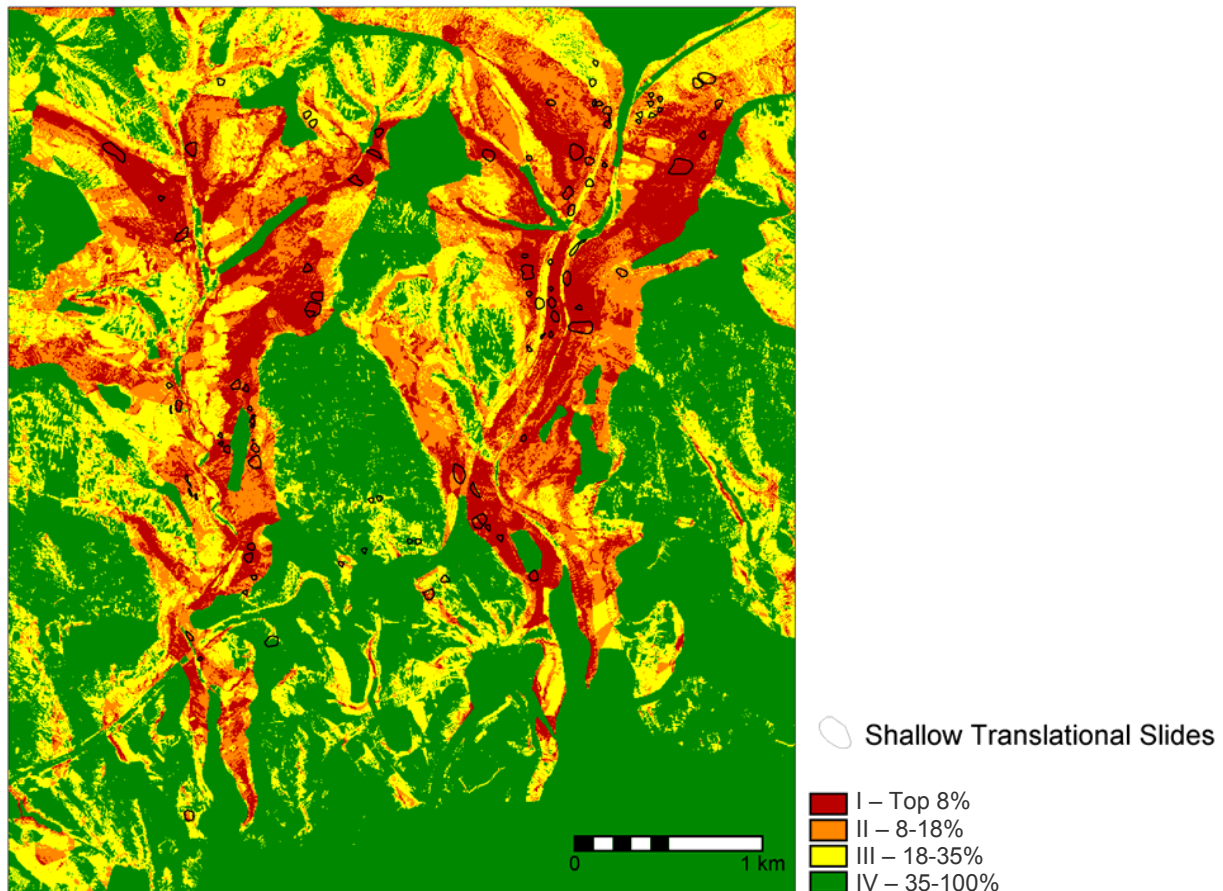 Shallow Translational Slides
I – Top 8%
II – 8-18%
III – 18-35%
IV – 35-100%
0 1 km